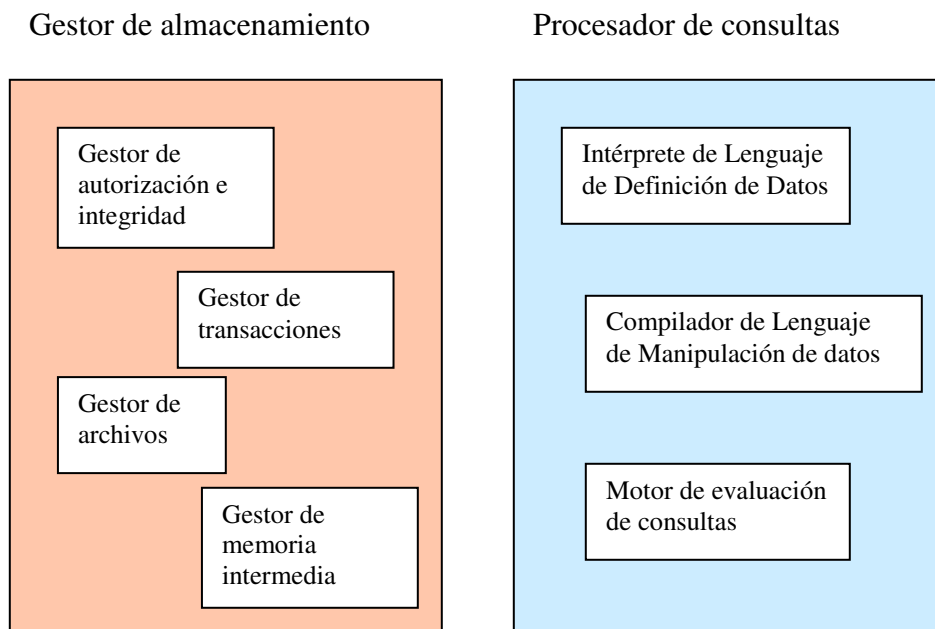 Gestor de almacenamiento
Gestor de
autorización e
integridad
Gestor de
transacciones
Gestor de
archivos
Gestor de
memoria
intermedia
Procesador de consultas
Intérprete de Lenguaje
de Definición de Datos
Compilador de Lenguaje
de Manipulación de datos
Motor de evaluación
de consultas